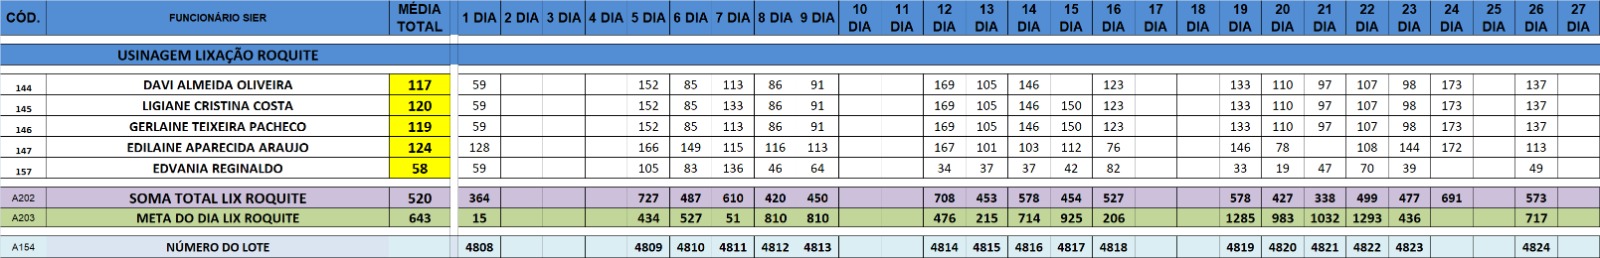 CÓD. FUNCIONÁRIO SIER MÉDIA TOTAL 1 DIA 2 DIA 3 DIA 4 DIA 5 DIA 6 DIA 7 DIA 8 DIA 9 DIA 10 DIA 11 DIA 12 DIA 13 DIA 14 DIA 15 DIA 16 DIA 17 DIA 18 DIA 19 DIA 20 DIA 21 DIA 22 DIA 23 DIA 24 DIA 25 DIA 26 DIA 27 DIA
USINAGEM LIXAÇÃO ROQUITE
144 DAVI ALMEIDA OLIVEIRA 117 59 152 85 113 86 91 169 105 146 123 133 110 97 107 98 173 137
145 LIGIANE CRISTINA COSTA 120 59 152 85 133 86 91 169 105 146 150 123 133 110 97 107 98 173 137
146 GERLAINE TEIXEIRA PACHECO 119 59 152 85 113 86 91 169 105 146 150 123 133 110 97 107 98 173 137
147 EDILAINE APARECIDA ARAUJO 124 128 166 149 115 116 113 167 101 103 112 76 146 78 108 144 172 113
157 EDVANIA REGINALDO 58 59 105 83 136 46 64 34 37 37 42 82 33 19 47 70 39 49
A202 SOMA TOTAL LIX ROQUITE 520 364 727 487 610 420 450 708 453 578 454 527 578 427 338 499 477 691 573
A203 META DO DIA LIX ROQUITE 643 15 434 527 51 810 810 476 215 714 925 206 1285 983 1032 1293 436 717
A154 NÚMERO DO LOTE 4808 4809 4810 4811 4812 4813 4814 4815 4816 4817 4818 4819 4820 4821 4822 4823 4824